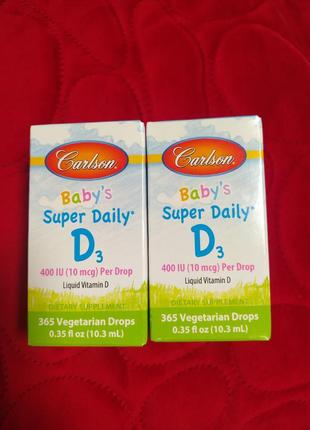 Carlson.
Baby's
Super Daily®
D3
400 IU (10 mcg) Per Drop
Liquid Vitamin D
DIETARY SUPPLEMENT
365 Vegetarian Drops
0.35 fl oz (10.3 mL)
Carlson.
Baby's
Super Daily®
D3
400 IU (10 mcg) Per Drop
Liquid Vitamin D
DIETARY SUPPLEMENT
365 Vegetarian Drops
0.35 fl oz (10.3 mL)